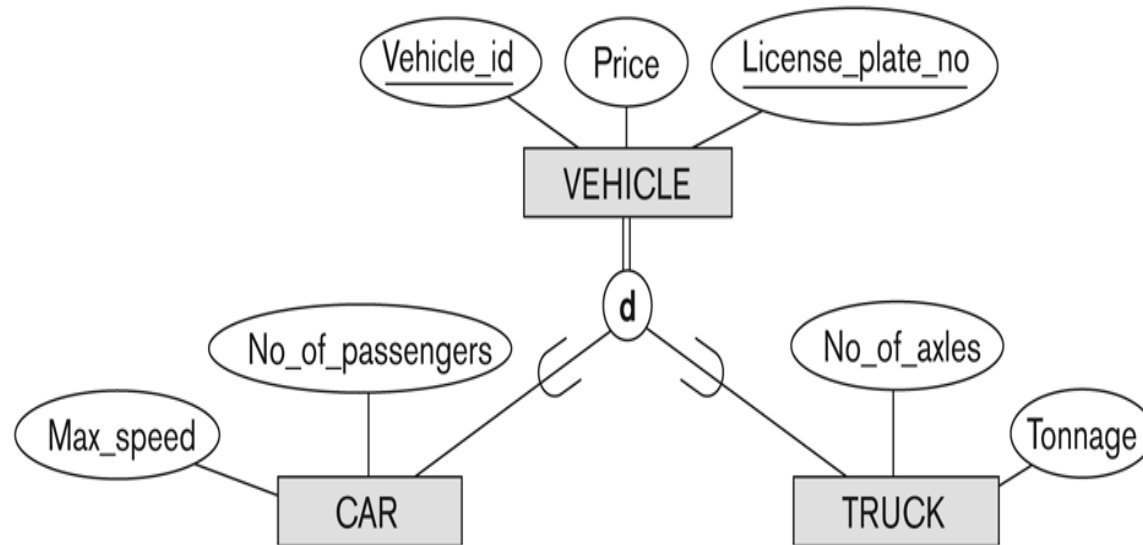 Vehicle_id
Price
License_plate_no
VEHICLE
d
No_of_passengers
No_of_axles
Max_speed
Tonnage
CAR
TRUCK